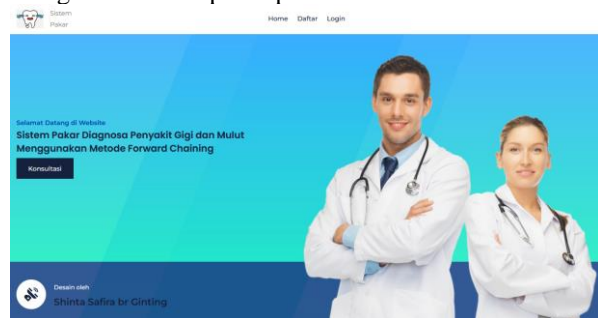 Sistem
Pakar
Home Daftar Login
Selamat Datang di Website
Sistem Pakar Diagnosa Penyakit Gigi dan Mulut
Menggunakan Metode Forward Chaining
Konsultasi
Desain oleh
Shinta Safira br Ginting